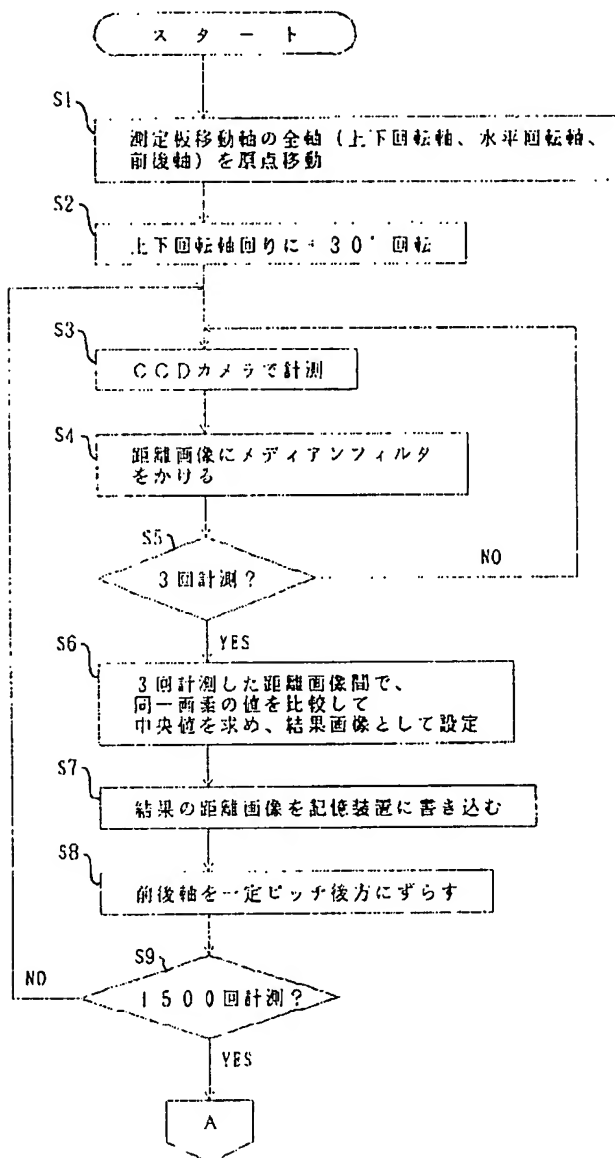 スタート
S1
測定板移動軸の全軸（上下回転軸、水平回転軸、
前後軸）を原点移動
S2
上下回転軸回りに +30°回転
S3
CCDカメラで計測
S4
距離画像にメディアンフィルタ
をかける
S5
3回計測？
NO
YES
S6
3回計測した距離画像間で、
同一画素の値を比較して
中央値を求め、結果画像として設定
S7
結果の距離画像を記憶装置に書き込む
S8
前後軸を一定ピッチ後方にずらす
S9
NO
1500回計測？
YES
A